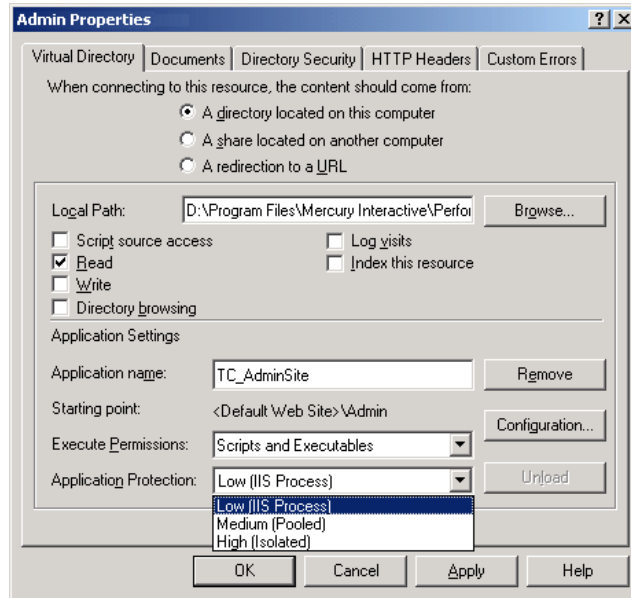 Admin Properties
? x
Virtual Directory Documents Directory Security HTTP Headers Custom Errors
When connecting to this resource, the content should come from:
A directory located on this computer
A share located on another computer
A redirection to a URL
Local Path: D:\Program Files\Mercury Interactive\Perfor Browse...
Script source access Log visits
Read Index this resource
Write
Directory browsing
Application Settings
Application name: TC_AdminSite Remove
Starting point: <Default Web Site>\Admin
Configuration...
Execute Permissions: Scripts and Executables
Application Protection: Low (IIS Process) Unload
Low (IIS Process)
Medium (Pooled)
High (Isolated)
OK Cancel Apply Help